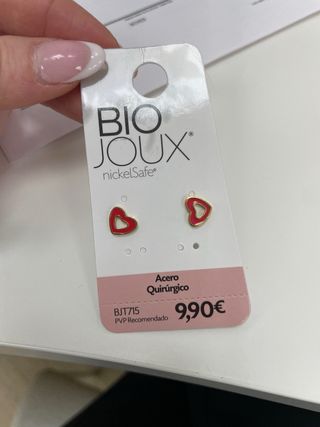 BIO
JOUX®
nickelSafe®
Acero
Quirúrgico
BJT715
PVP Recomendado
9,90€